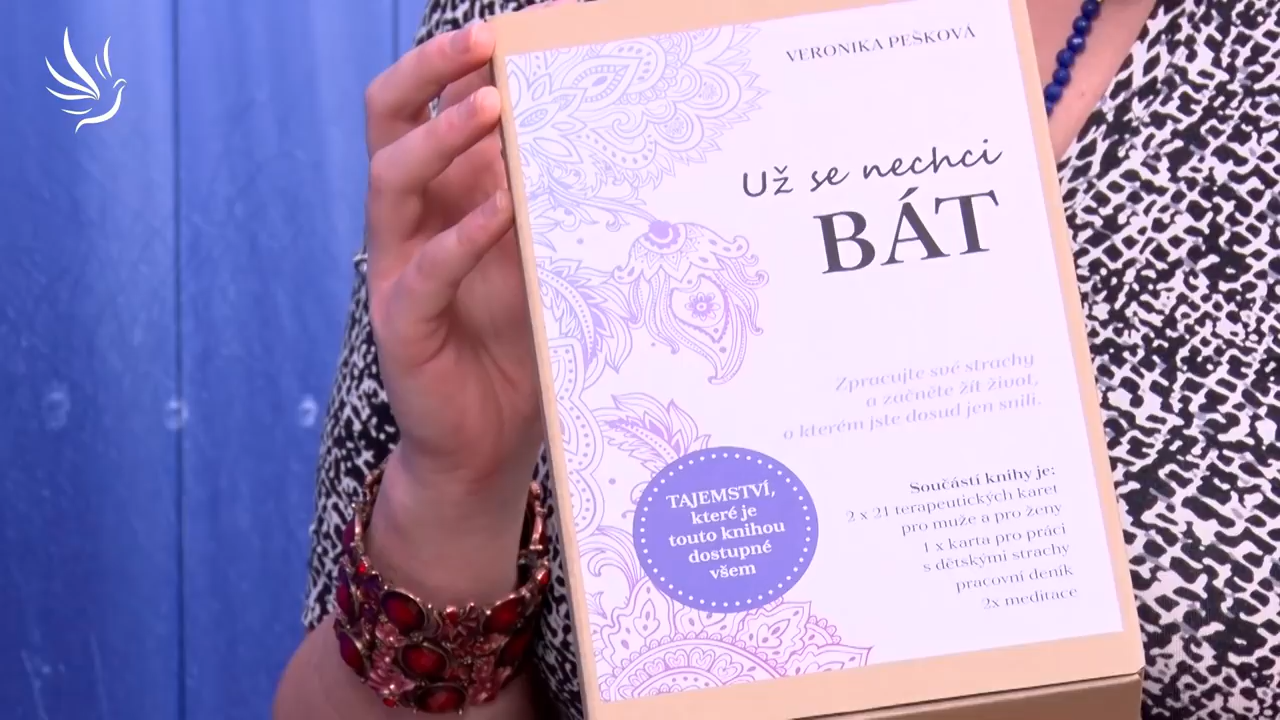 VERONIKA PEŠKOVÁ
Už se nechci
BÁT
Zpracujte své strachy
a začněte žít život,
o kterém jste dosud jen snili.
TAJEMSTVÍ,
které je
touto knihou
dostupné
všem
Součástí knihy je:
2 x 21 terapeutických karet
pro muže a pro ženy
1 x karta pro práci
s dětskými strachy
pracovní deník
2x meditace